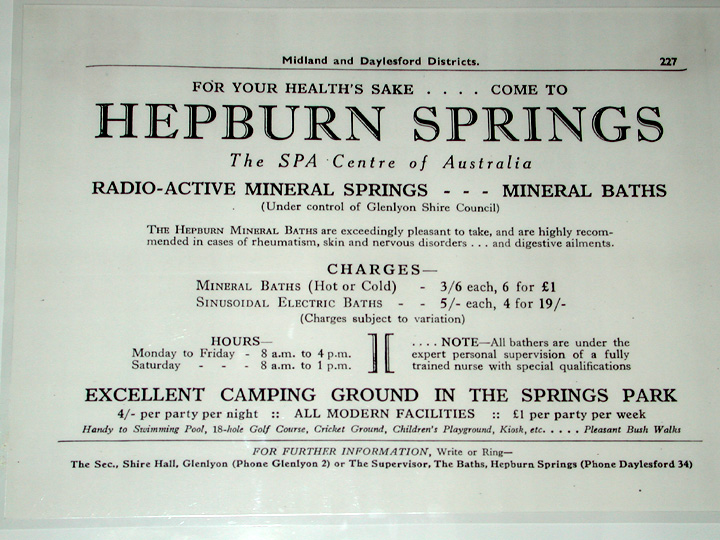 Midland and Daylesford Districts. 227
FOR YOUR HEALTH'S SAKE . . . . COME TO
HEPBURN SPRINGS
The SPA Centre of Australia
RADIO-ACTIVE MINERAL SPRINGS - - - MINERAL BATHS
(Under control of Glenlyon Shire Council)
THE HEPBURN MINERAL BATHS are exceedingly pleasant to take, and are highly recom-
mended in cases of rheumatism, skin and nervous disorders . . . and digestive ailments.
CHARGES—
MINERAL BATHS (Hot or Cold) - 3/6 each, 6 for £1
SINUSOIDAL ELECTRIC BATHS - - 5/- each, 4 for 19/-
(Charges subject to variation)
HOURS—
Monday to Friday - 8 a.m. to 4 p.m.
Saturday - - - 8 a.m. to 1 p.m.
. . . . NOTE—All bathers are under the
expert personal supervision of a fully
trained nurse with special qualifications
EXCELLENT CAMPING GROUND IN THE SPRINGS PARK
4/- per party per night :: ALL MODERN FACILITIES :: £1 per party per week
Handy to Swimming Pool, 18-hole Golf Course, Cricket Ground, Children's Playground, Kiosk, etc. . . . . Pleasant Bush Walks
FOR FURTHER INFORMATION, Write or Ring—
The Sec., Shire Hall, Glenlyon (Phone Glenlyon 2) or The Supervisor, The Baths, Hepburn Springs (Phone Daylesford 34)